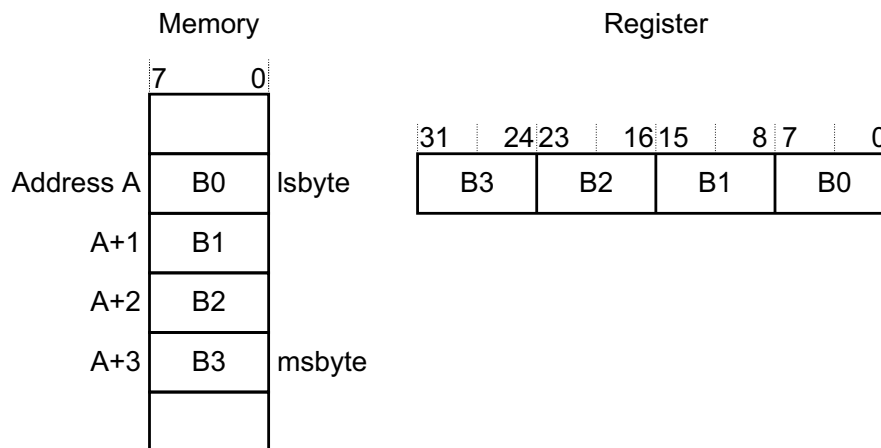 Memory
Register
7 0
31 24 23 16 15 8 7 0
Address A B0 lsbyte
B3 B2 B1 B0
A+1 B1
A+2 B2
A+3 B3 msbyte